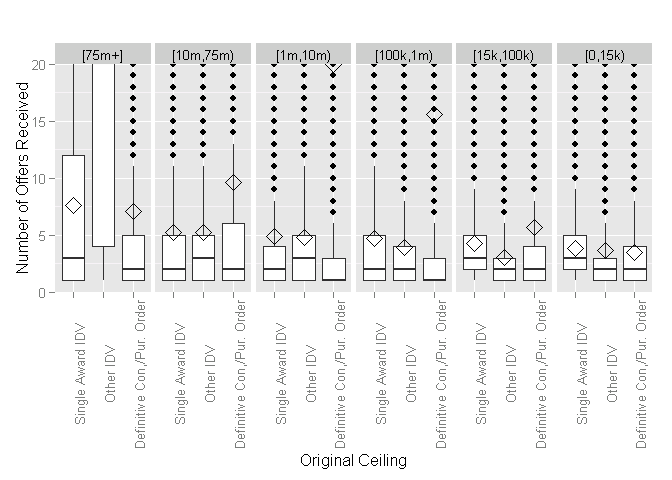 [75m+]
[10m,75m)
[1m,10m)
[100k,1m)
[15k,100k)
[0,15k)
Number of Offers Received
20
15
10
5
0
Single Award IDV
Other IDV
Definitive Con./Pur. Order
Single Award IDV
Other IDV
Definitive Con./Pur. Order
Single Award IDV
Other IDV
Definitive Con./Pur. Order
Single Award IDV
Other IDV
Definitive Con./Pur. Order
Single Award IDV
Other IDV
Definitive Con./Pur. Order
Single Award IDV
Other IDV
Definitive Con./Pur. Order
Original Ceiling